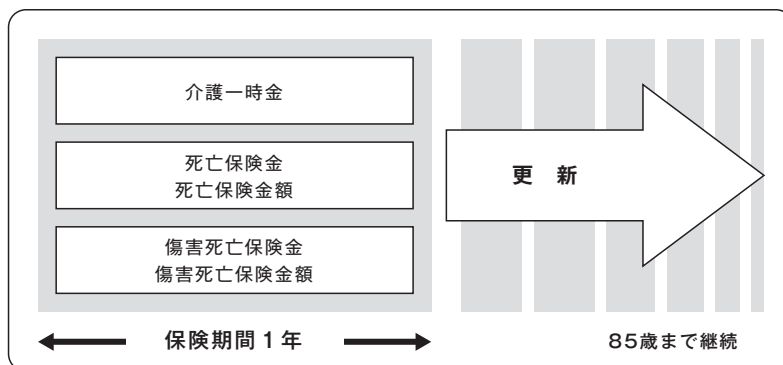 介護一時金
死亡保険金
死亡保険金額
傷害死亡保険金
傷害死亡保険金額
更 新
保険期間1年
85歳まで継続